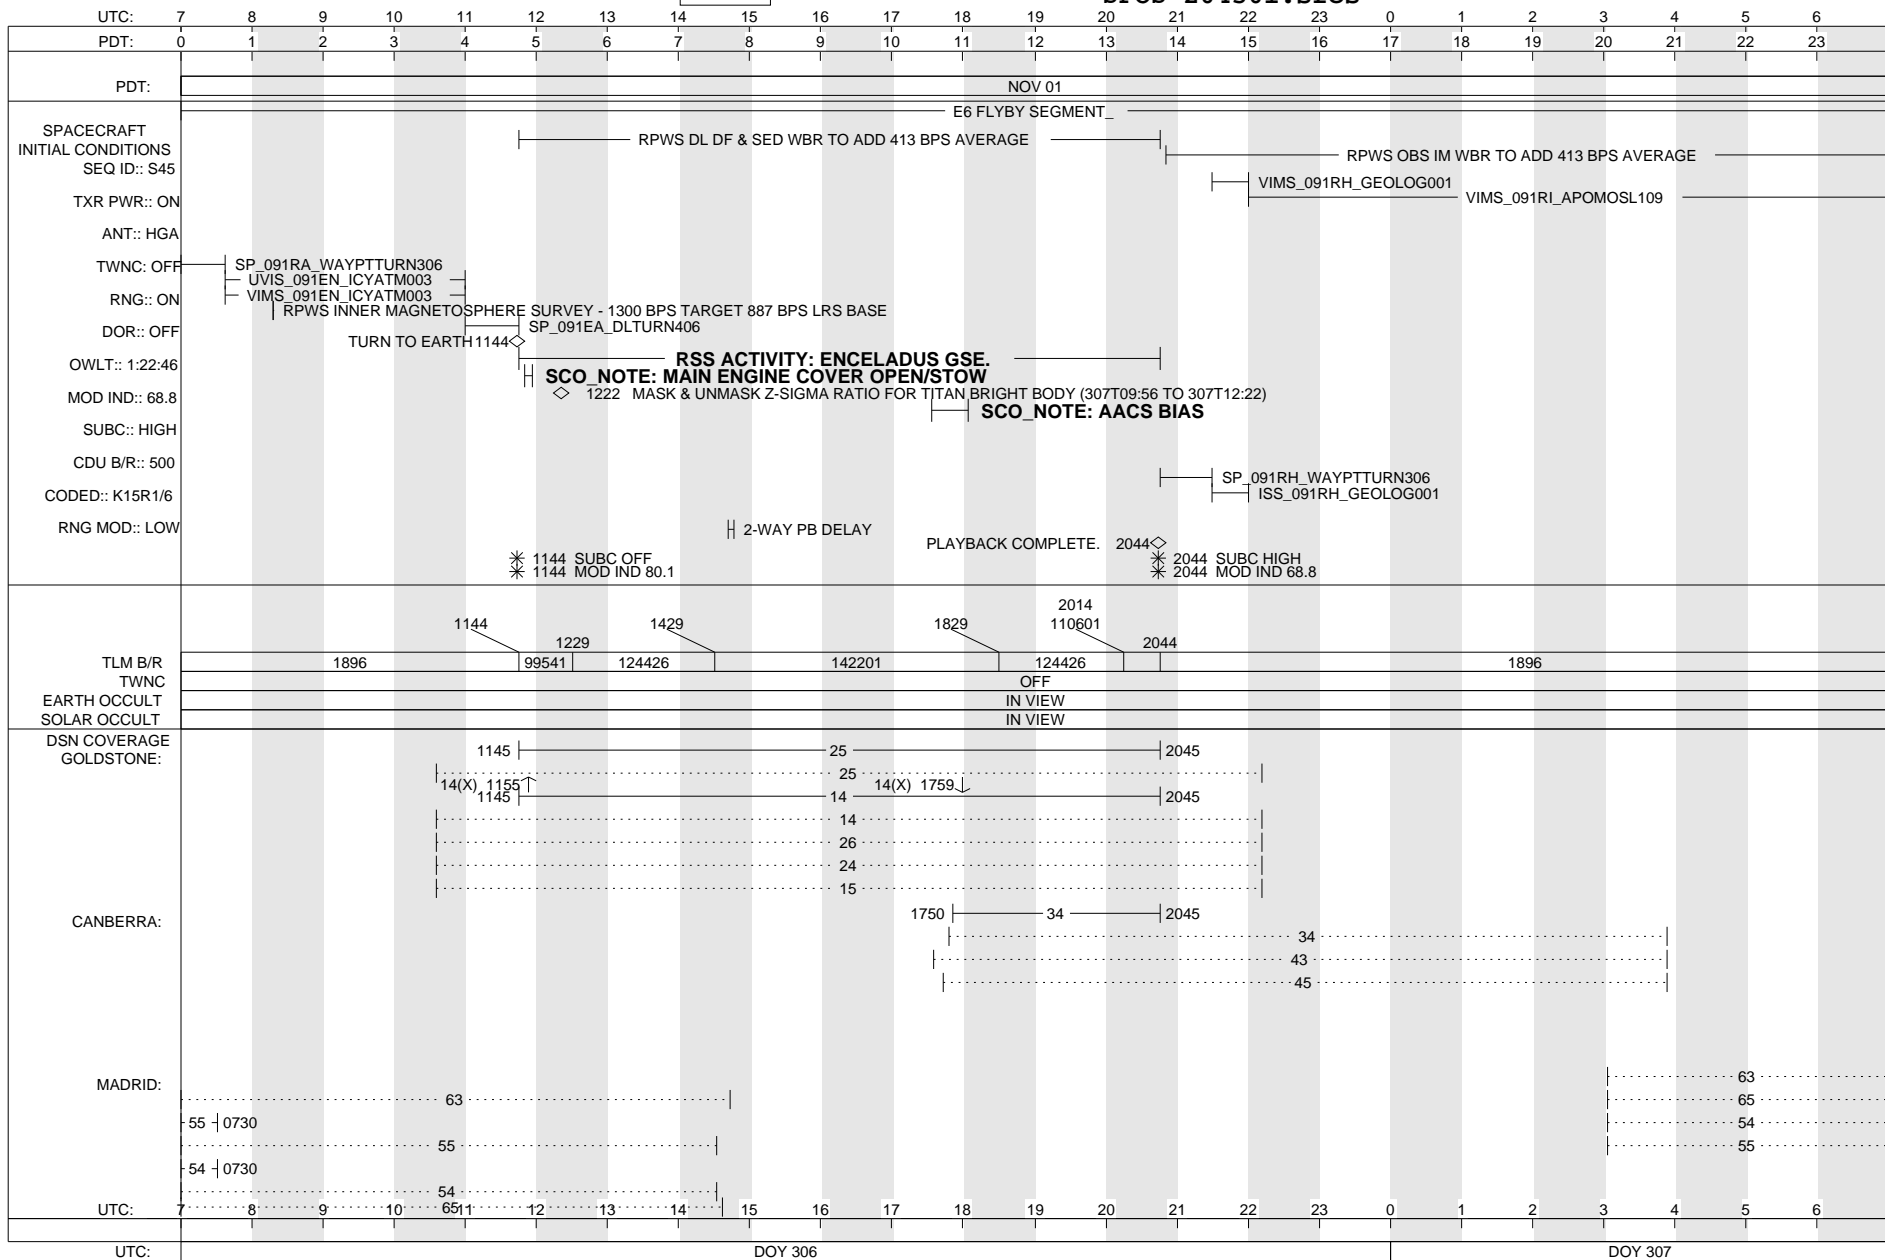 UTC: 7 8 9 10 11 12 13 14 15 16 17 18 19 20 21 22 23 0 1 2 3 4 5 6
PDT: 0 1 2 3 4 5 6 7 8 9 10 11 12 13 14 15 16 17 18 19 20 21 22 23
PDT: NOV 01
E6 FLYBY SEGMENT_
SPACECRAFT
INITIAL CONDITIONS
RPWS DL DF & SED WBR TO ADD 413 BPS AVERAGE
RPWS OBS IM WBR TO ADD 413 BPS AVERAGE
SEQ ID:: S45
VIMS_091RH_GEOLOG001
TXR PWR:: ON
VIMS_091RI_APOMOSL109
ANT:: HGA
TWNC: OFF
SP_091RA_WAYPTTURN306
UVIS_091EN_ICYATM003
VIMS_091EN_ICYATM003
RNG:: ON
RPWS INNER MAGNETOSPHERE SURVEY - 1300 BPS TARGET 887 BPS LRS BASE
SP_091EA_DLTURN406
DOR:: OFF
TURN TO EARTH 1144
OWLT:: 1:22:46
RSS ACTIVITY: ENCELADUS GSE.
SCO_NOTE: MAIN ENGINE COVER OPEN/STOW
1222 MASK & UNMASK Z-SIGMA RATIO FOR TITAN BRIGHT BODY (307T09:56 TO 307T12:22)
MOD IND:: 68.8
SCO_NOTE: AACS BIAS
SUBC:: HIGH
CDU B/R:: 500
SP_091RH_WAYPTTURN306
CODED:: K15R1/6
ISS_091RH_GEOLOG001
RNG MOD:: LOW
2-WAY PB DELAY
PLAYBACK COMPLETE. 2044
1144 SUBC OFF
2044 SUBC HIGH
1144 MOD IND 80.1
2044 MOD IND 68.8
2014
1144 1429 1829 110601
1229 2044
TLM B/R 1896 99541 124426 142201 124426 1896
TWNC OFF
EARTH OCCULT IN VIEW
SOLAR OCCULT IN VIEW
DSN COVERAGE
GOLDSTONE:
1145 25 2045
25
14(X) 1155 14(X) 1759
1145 14 2045
14
26
24
15
CANBERRA:
1750 34 2045
34
43
45
MADRID:
63
63 65
55 0730 54
55 55
54 0730
54
65
UTC: 7 8 9 10 11 12 13 14 15 16 17 18 19 20 21 22 23 0 1 2 3 4 5 6
UTC: DOY 306 DOY 307